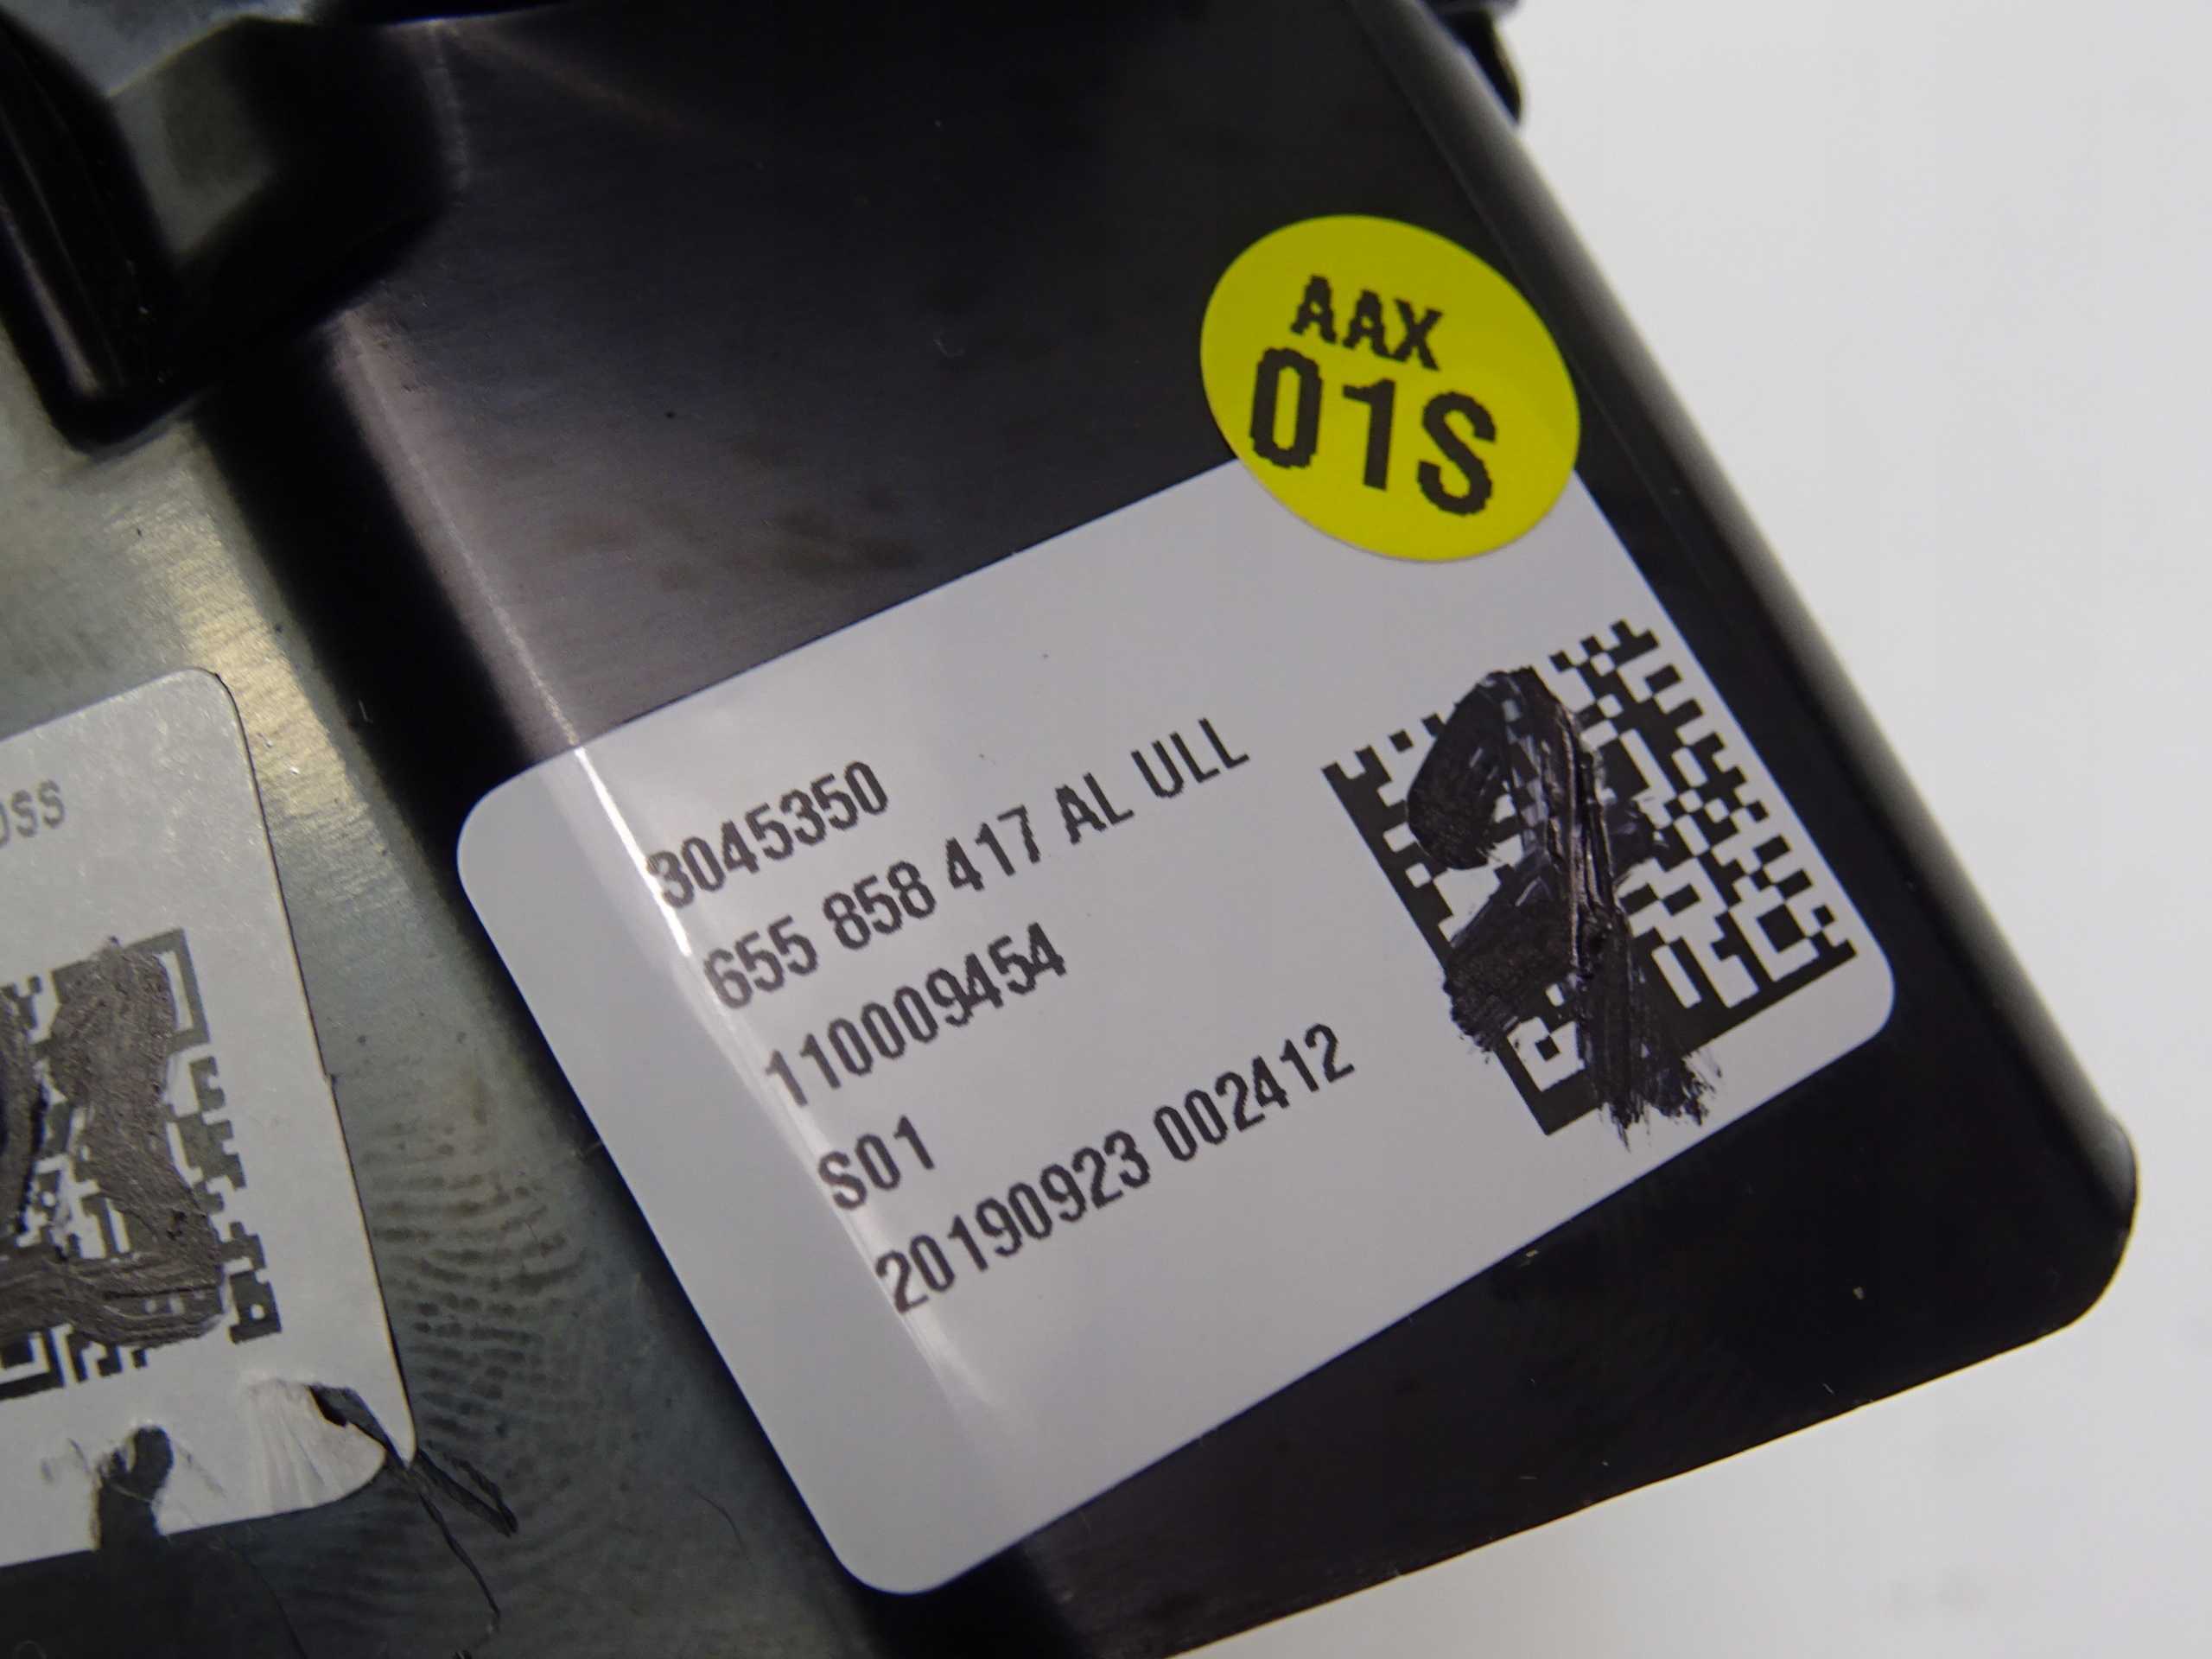 AAX
01S
3045350
655 858 417 AL ULL
110009454
S01
20190923 002412